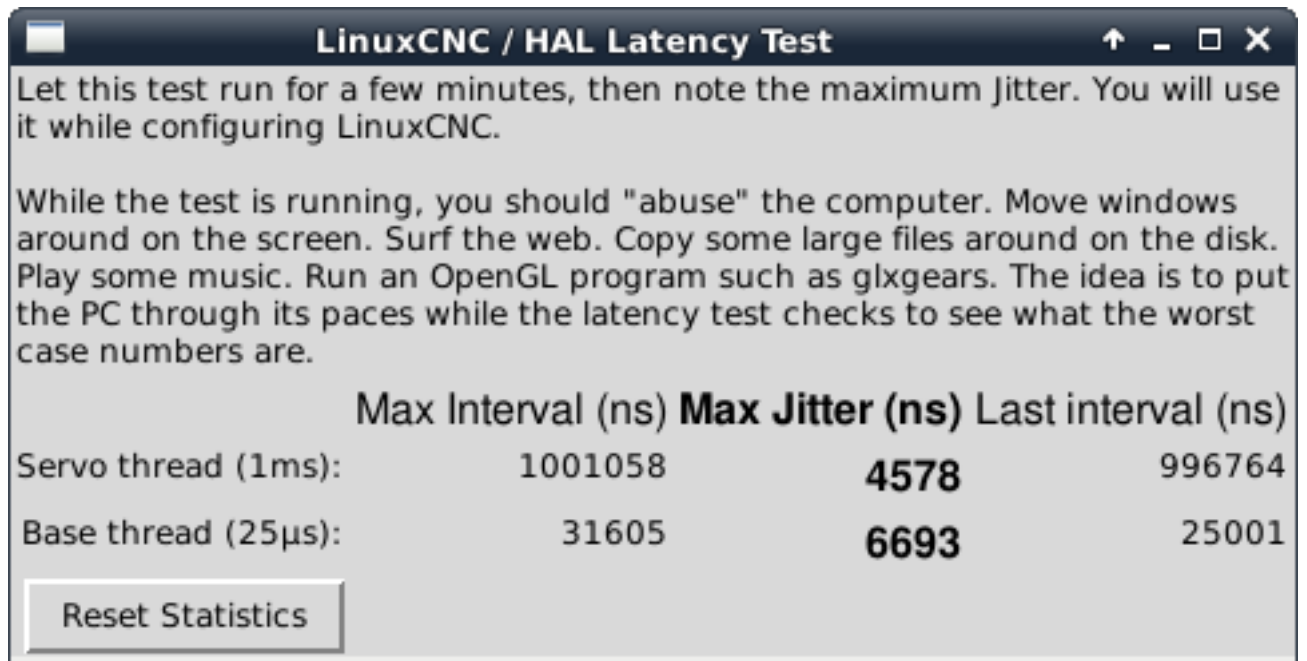 LinuxCNC / HAL Latency Test
Let this test run for a few minutes, then note the maximum Jitter. You will use
it while configuring LinuxCNC.
While the test is running, you should "abuse" the computer. Move windows
around on the screen. Surf the web. Copy some large files around on the disk.
Play some music. Run an OpenGL program such as glxgears. The idea is to put
the PC through its paces while the latency test checks to see what the worst
case numbers are.
Max Interval (ns) Max Jitter (ns) Last interval (ns)
Servo thread (1ms): 1001058 4578 996764
Base thread (25µs): 31605 6693 25001
Reset Statistics